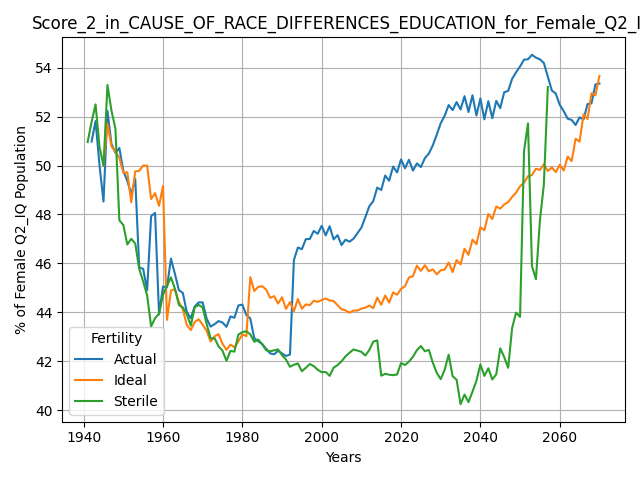 Score_2_in_CAUSE_OF_RACE_DIFFERENCES_EDUCATION_for_Female_Q2_I
% of Female Q2_IQ Population
54
52
50
48
46
44
42
40
Fertility
Actual
Ideal
Sterile
1940 1960 1980 2000 2020 2040 2060
Years